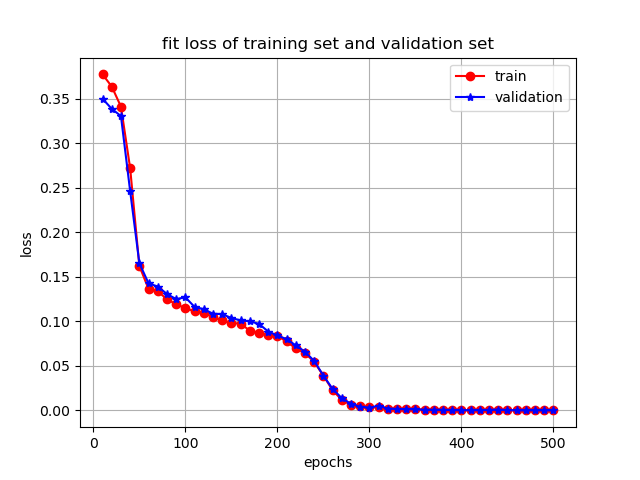 fit loss of training set and validation set
train
validation
0.35
0.30
0.25
0.20
0.15
0.10
0.05
0.00
loss
0 100 200 300 400 500
epochs